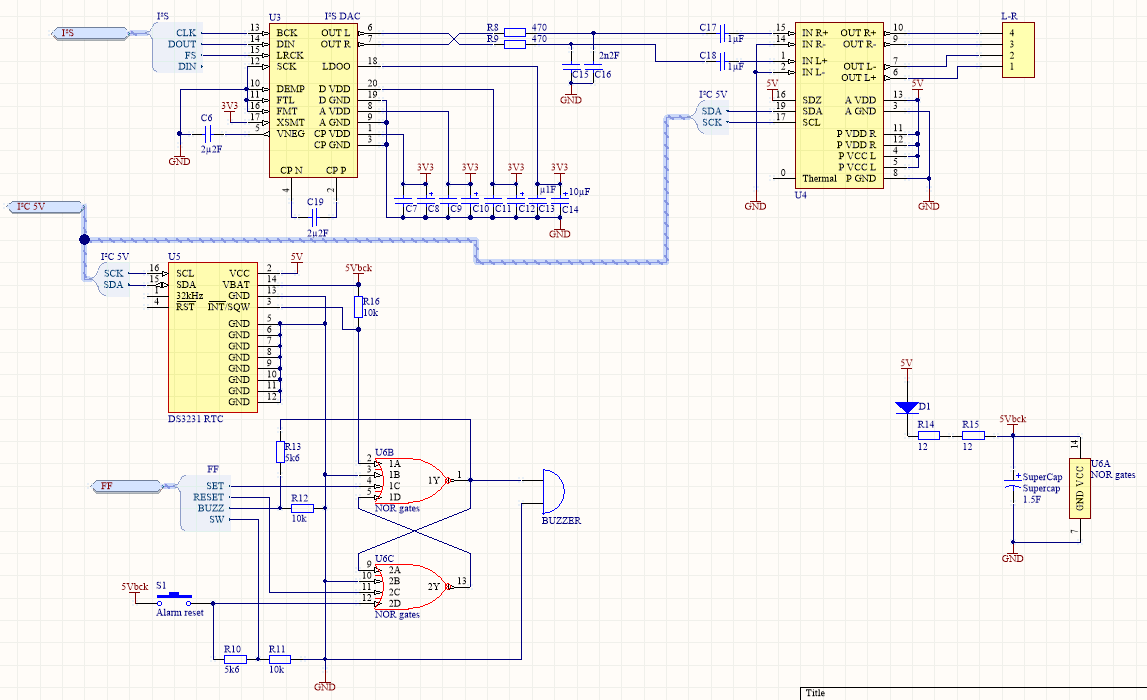 I²S
I²S
CLK
DOUT
FS
DIN
U3
I²S DAC
13 BCK
14 DIN
15 LRCK
12 SCK
10 DEMP
11 FTL
16 FMT
17 XSMT
5 VNEG
OUT L 6
OUT R 7
LDOO 18
D VDD 20
D GND 19
A VDD 8
A GND 9
CP VDD 1
CP GND 3
CP N
CP P
4
2
3V3
C6
2µ2F
GND
C19
2µ2F
R8 470
R9 470
2n2F
C15
C16
GND
C17
1µF
C18
1µF
3V3
3V3
3V3
3V3
µ1F
10µF
C7
C8
C9
C10
C11
C12
C13
C14
GND
I²C 5V
SDA
SCK
15 IN R+
14 IN R-
1 IN L+
2 IN L-
5V
16 SDZ
19 SDA
17 SCL
0 Thermal
OUT R+ 10
OUT R- 9
OUT L- 7
OUT L+ 6
5V
A VDD 13
A GND 3
P VDD R 11
P VDD R 12
P VCC L 4
P VCC L 5
P GND 8
U4
GND
GND
L-R
4
3
2
1
I²C 5V
I²C 5V
SCK
SDA
U5
16 SCL
15 SDA
1 32kHz
4 RST
VCC 2
VBAT 14
GND 13
INT/SQW 3
GND 5
GND 6
GND 7
GND 8
GND 9
GND 10
GND 11
GND 12
DS3231 RTC
5V
5Vbck
R16
10k
R13
5k6
FF
FF
SET
RESET
BUZZ
SW
R12
10k
U6B
2 1A
3 1B
4 1C
5 1D
1Y 1
NOR gates
BUZZER
U6C
9 2A
10 2B
11 2C
12 2D
2Y 13
NOR gates
5Vbck
S1
Alarm reset
R10
5k6
R11
10k
GND
5V
D1
R14
12
R15
12
5Vbck
SuperCap
Supercap
1.5F
14
GND VCC
7
U6A
NOR gates
GND
Title